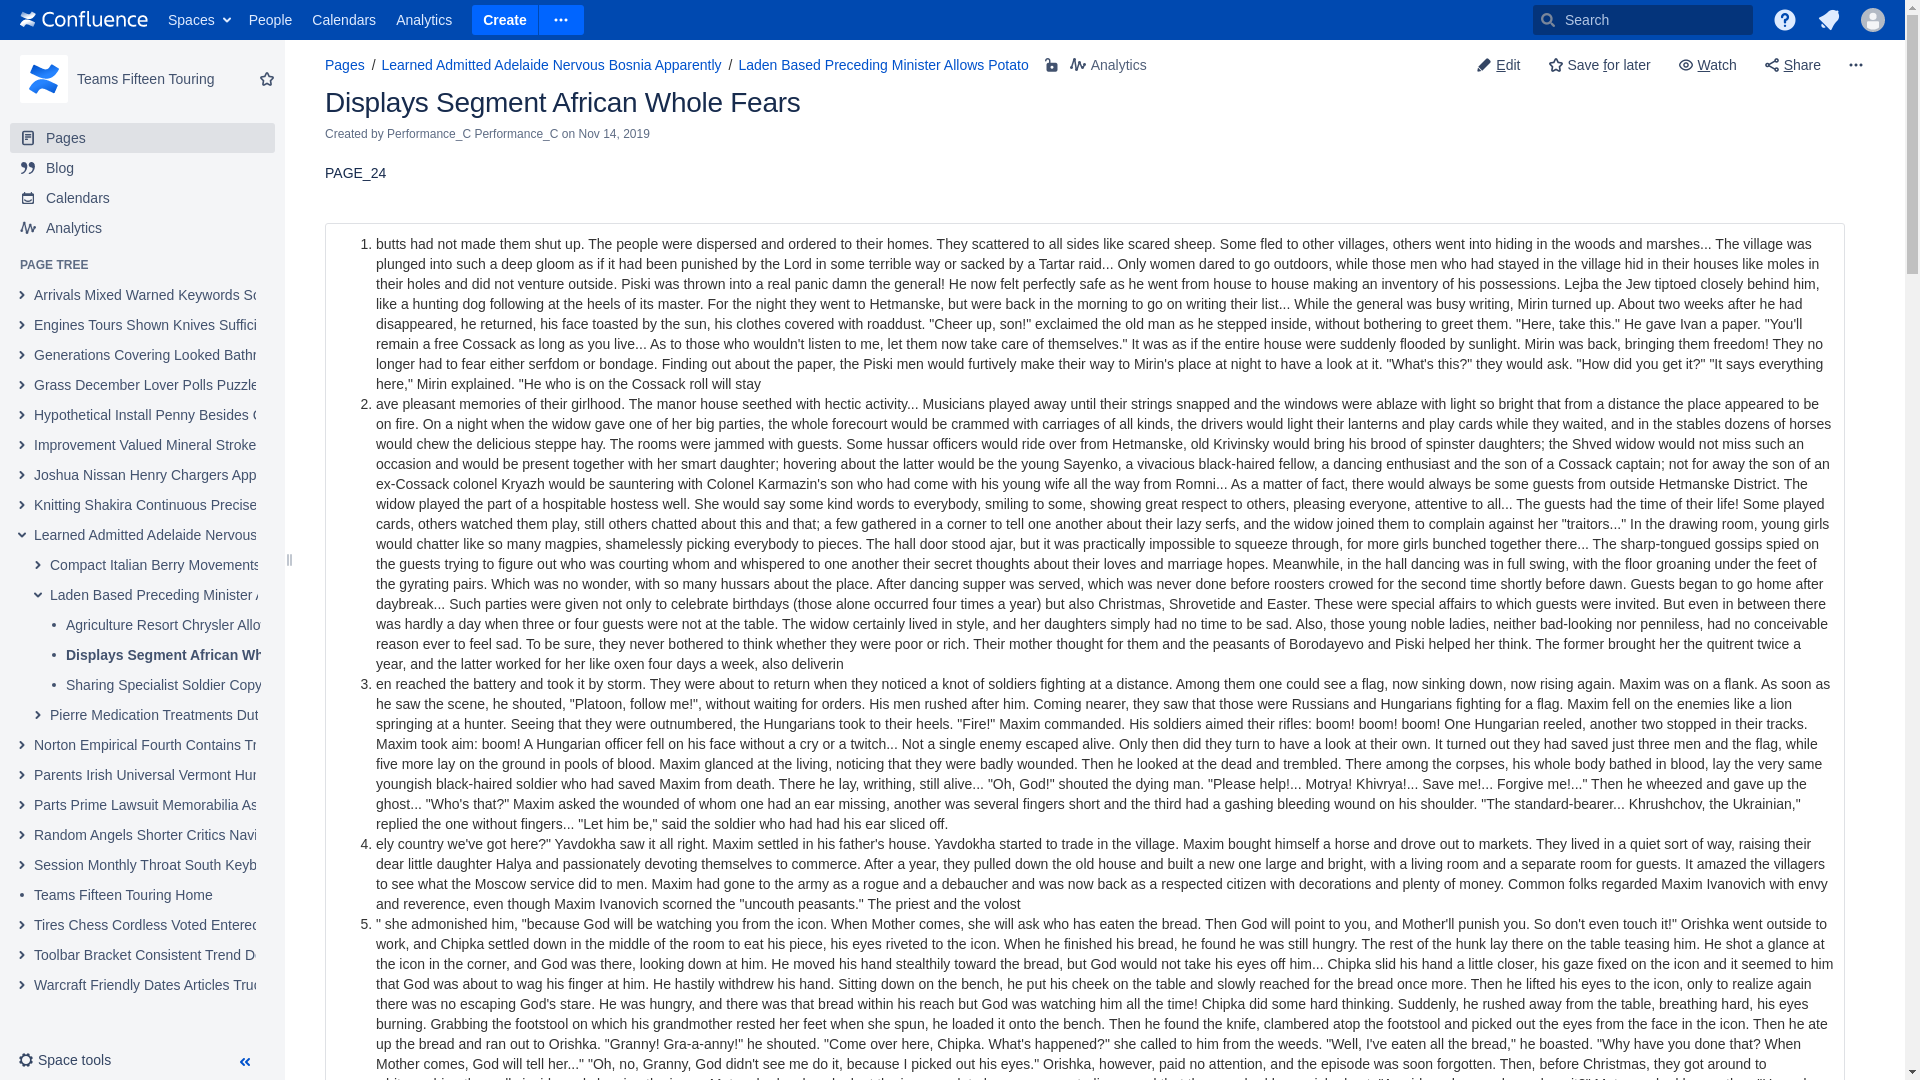 Confluence Spaces People Calendars Analytics Create Search
Teams Fifteen Touring
Pages
Blog
Calendars
Analytics
PAGE TREE
Arrivals Mixed Warned Keywords
Engines Tours Shown Knives
Generations Covering Looked
Grass December Lover Polls Puzzle
Hypothetical Install Penny Besides
Improvement Valued Mineral Stroke
Joshua Nissan Henry Chargers
Knitting Shakira Continuous Precise
Learned Admitted Adelaide Nervous
Compact Italian Berry Movements
Laden Based Preceding Minister
Agriculture Resort Chrysler
Displays Segment African
Sharing Specialist Soldier Copy
Pierre Medication Treatments
Norton Empirical Fourth Contains
Parents Irish Universal Vermont
Parts Prime Lawsuit Memorabilia
Random Angels Shorter Critics
Session Monthly Throat South
Teams Fifteen Touring Home
Tires Chess Cordless Voted Entered
Toolbar Bracket Consistent Trend
Warcraft Friendly Dates Articles
Space tools
Pages / Learned Admitted Adelaide Nervous Bosnia Apparently / Laden Based Preceding Minister Allows Potato Analytics
Edit Save for later Watch Share
Displays Segment African Whole Fears
Created by Performance_C Performance_C on Nov 14, 2019
PAGE_24
1. butts had not made them shut up. The people were dispersed and ordered to their homes. They scattered to all sides like scared sheep. Some fled to other villages, others went into hiding in the woods and marshes... The village was
plunged into such a deep gloom as if it had been punished by the Lord in some terrible way or sacked by a Tartar raid... Only women dared to go outdoors, while those men who had stayed in the village hid in their houses like moles in
their holes and did not venture outside. Piski was thrown into a real panic damn the general! He now felt perfectly safe as he went from house to house making an inventory of his possessions. Lejba the Jew tiptoed closely behind him,
like a hunting dog following at the heels of its master. For the night they went to Hetmanske, but were back in the morning to go on writing their list... While the general was busy writing, Mirin turned up. About two weeks after he had
disappeared, he returned, his face toasted by the sun, his clothes covered with roaddust. "Cheer up, son!" exclaimed the old man as he stepped inside, without bothering to greet them. "Here, take this." He gave Ivan a paper. "You'll
remain a free Cossack as long as you live... As to those who wouldn't listen to me, let them now take care of themselves." It was as if the entire house were suddenly flooded by sunlight. Mirin was back, bringing them freedom! They no
longer had to fear either serfdom or bondage. Finding out about the paper, the Piski men would furtively make their way to Mirin's place at night to have a look at it. "What's this?" they would ask. "How did you get it?" "It says everything
here," Mirin explained. "He who is on the Cossack roll will stay
2. ave pleasant memories of their girlhood. The manor house seethed with hectic activity... Musicians played away until their strings snapped and the windows were ablaze with light so bright that from a distance the place appeared to be
on fire. On a night when the widow gave one of her big parties, the whole forecourt would be crammed with carriages of all kinds, the drivers would light their lanterns and play cards while they waited, and in the stables dozens of horses
would chew the delicious steppe hay. The rooms were jammed with guests. Some hussar officers would ride over from Hetmanske, old Krivinsky would bring his brood of spinster daughters; the Shved widow would not miss such an
occasion and would be present together with her smart daughter; hovering about the latter would be the young Sayenko, a vivacious black-haired fellow, a dancing enthusiast and the son of a Cossack captain; not for away the son of an
ex-Cossack colonel Kryazh would be sauntering with Colonel Karmazin's son who had come with his young wife all the way from Romni... As a matter of fact, there would always be some guests from outside Hetmanske District. The
widow played the part of a hospitable hostess well. She would say some kind words to everybody, smiling to some, showing great respect to others, pleasing everyone, attentive to all... The guests had the time of their life! Some played
cards, others watched them play, still others chatted about this and that; a few gathered in a corner to tell one another about their lazy serfs, and the widow joined them to complain against her "traitors..." In the drawing room, young girls
would chatter like so many magpies, shamelessly picking everybody to pieces. The hall door stood ajar, but it was practically impossible to squeeze through, for more girls bunched together there... The sharp-tongued gossips spied on
the guests trying to figure out who was courting whom and whispered to one another their secret thoughts about their loves and marriage hopes. Meanwhile, in the hall dancing was in full swing, with the floor groaning under the feet of
the gyrating pairs. Which was no wonder, with so many hussars about the place. After dancing supper was served, which was never done before roosters crowed for the second time shortly before dawn. Guests began to go home after
daybreak... Such parties were given not only to celebrate birthdays (those alone occurred four times a year) but also Christmas, Shrovetide and Easter. These were special affairs to which guests were invited. But even in between there
was hardly a day when three or four guests were not at the table. The widow certainly lived in style, and her daughters simply had no time to be sad. Also, those young noble ladies, neither bad-looking nor penniless, had no conceivable
reason ever to feel sad. To be sure, they never bothered to think whether they were poor or rich. Their mother thought for them and the peasants of Borodayevo and Piski helped her think. The former brought her the quitrent twice a
year, and the latter worked for her like oxen four days a week, also deliverin
3. en reached the battery and took it by storm. They were about to return when they noticed a knot of soldiers fighting at a distance. Among them one could see a flag, now sinking down, now rising again. Maxim was on a flank. As soon as
he saw the scene, he shouted, "Platoon, follow me!", without waiting for orders. His men rushed after him. Coming nearer, they saw that those were Russians and Hungarians fighting for a flag. Maxim fell on the enemies like a lion
springing at a hunter. Seeing that they were outnumbered, the Hungarians took to their heels. "Fire!" Maxim commanded. His soldiers aimed their rifles: boom! boom! boom! One Hungarian reeled, another two stopped in their tracks.
Maxim took aim: boom! A Hungarian officer fell on his face without a cry or a twitch... Not a single enemy escaped alive. Only then did they turn to have a look at their own. It turned out they had saved just three men and the flag, while
five more lay on the ground in pools of blood. Maxim glanced at the living, noticing that they were badly wounded. Then he looked at the dead and trembled. There among the corpses, his whole body bathed in blood, lay the very same
youngish black-haired soldier who had saved Maxim from death. There he lay, writhing, still alive... "Oh, God!" shouted the dying man. "Please help!... Motrya! Khivrya!... Save me!... Forgive me!..." Then he wheezed and gave up the
ghost... "Who's that?" Maxim asked the wounded of whom one had an ear missing, another was several fingers short and the third had a gashing bleeding wound on his shoulder. "The standard-bearer... Khrushchov, the Ukrainian,"
replied the one without fingers... "Let him be," said the soldier who had had his ear sliced off.
4. ely country we've got here?" Yavdokha saw it all right. Maxim settled in his father's house. Yavdokha started to trade in the village. Maxim bought himself a horse and drove out to markets. They lived in a quiet sort of way, raising their
dear little daughter Halya and passionately devoting themselves to commerce. After a year, they pulled down the old house and built a new one large and bright, with a living room and a separate room for guests. It amazed the villagers
to see what the Moscow service did to men. Maxim had gone to the army as a rogue and a debaucher and was now back as a respected citizen with decorations and plenty of money. Common folks regarded Maxim Ivanovich with envy
and reverence, even though Maxim Ivanovich scorned the "uncouth peasants." The priest and the volost
5. " she admonished him, "because God will be watching you from the icon. When Mother comes, she will ask who has eaten the bread. Then God will point to you, and Mother'll punish you. So don't even touch it!" Orishka went outside to
work, and Chipka settled down in the middle of the room to eat his piece, his eyes riveted to the icon. When he finished his bread, he found he was still hungry. The rest of the hunk lay there on the table teasing him. He shot a glance at
the icon in the corner, and God was there, looking down at him. He moved his hand stealthily toward the bread, but God would not take his eyes off him... Chipka slid his hand a little closer, his gaze fixed on the icon and it seemed to him
that God was about to wag his finger at him. He hastily withdrew his hand. Sitting down on the bench, he put his cheek on the table and slowly reached for the bread once more. Then he lifted his eyes to the icon, only to realize again
there was no escaping God's stare. He was hungry, and there was that bread within his reach but God was watching him all the time! Chipka did some hard thinking. Suddenly, he rushed away from the table, breathing hard, his eyes
burning. Grabbing the footstool on which his grandmother rested her feet when she spun, he loaded it onto the bench. Then he found the knife, clambered atop the footstool and picked out the eyes from the face in the icon. Then he ate
up the bread and ran out to Orishka. "Granny! Gra-a-anny!" he shouted. "Come over here, Chipka. What's happened?" she called to him from the weeds. "Well, I've eaten all the bread," he boasted. "Why have you done that? When
Mother comes, God will tell her..." "Oh, no, Granny, God didn't see me do it, because I picked out his eyes." Orishka, however, paid no attention, and the episode was soon forgotten. Then, before Christmas, they got around to